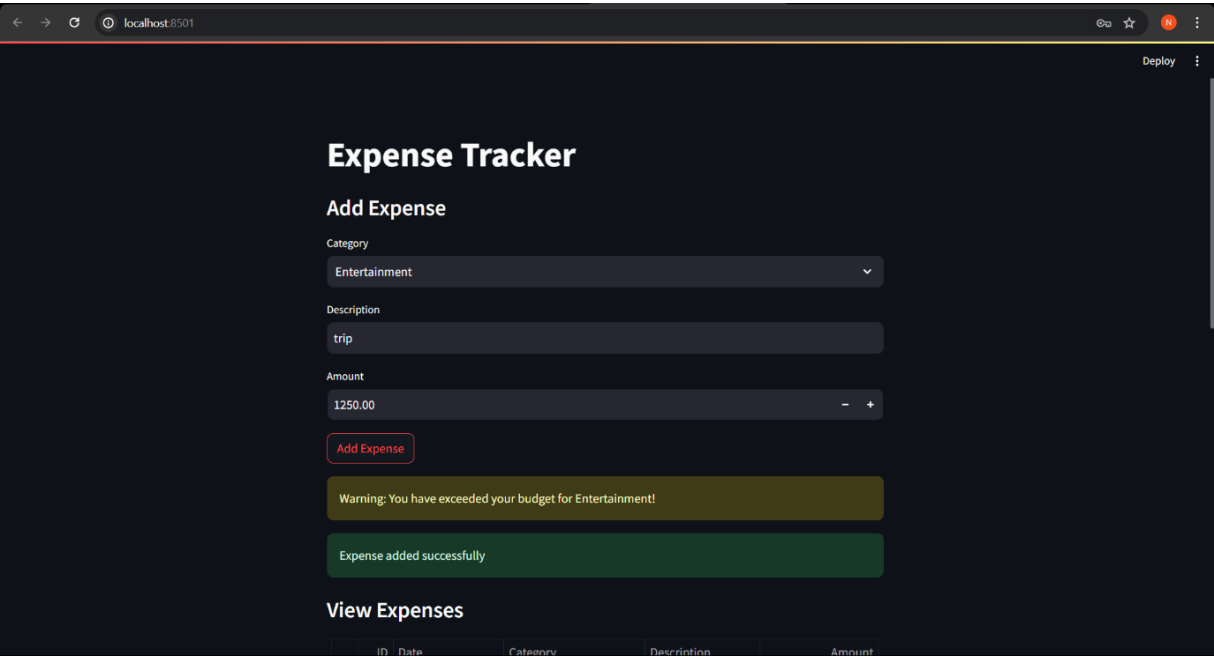 localhost:8501
N
Deploy
Expense Tracker
Add Expense
Category
Entertainment
Description
trip
Amount
1250.00
Add Expense
Warning: You have exceeded your budget for Entertainment!
Expense added successfully
View Expenses
ID Date Category Description Amount